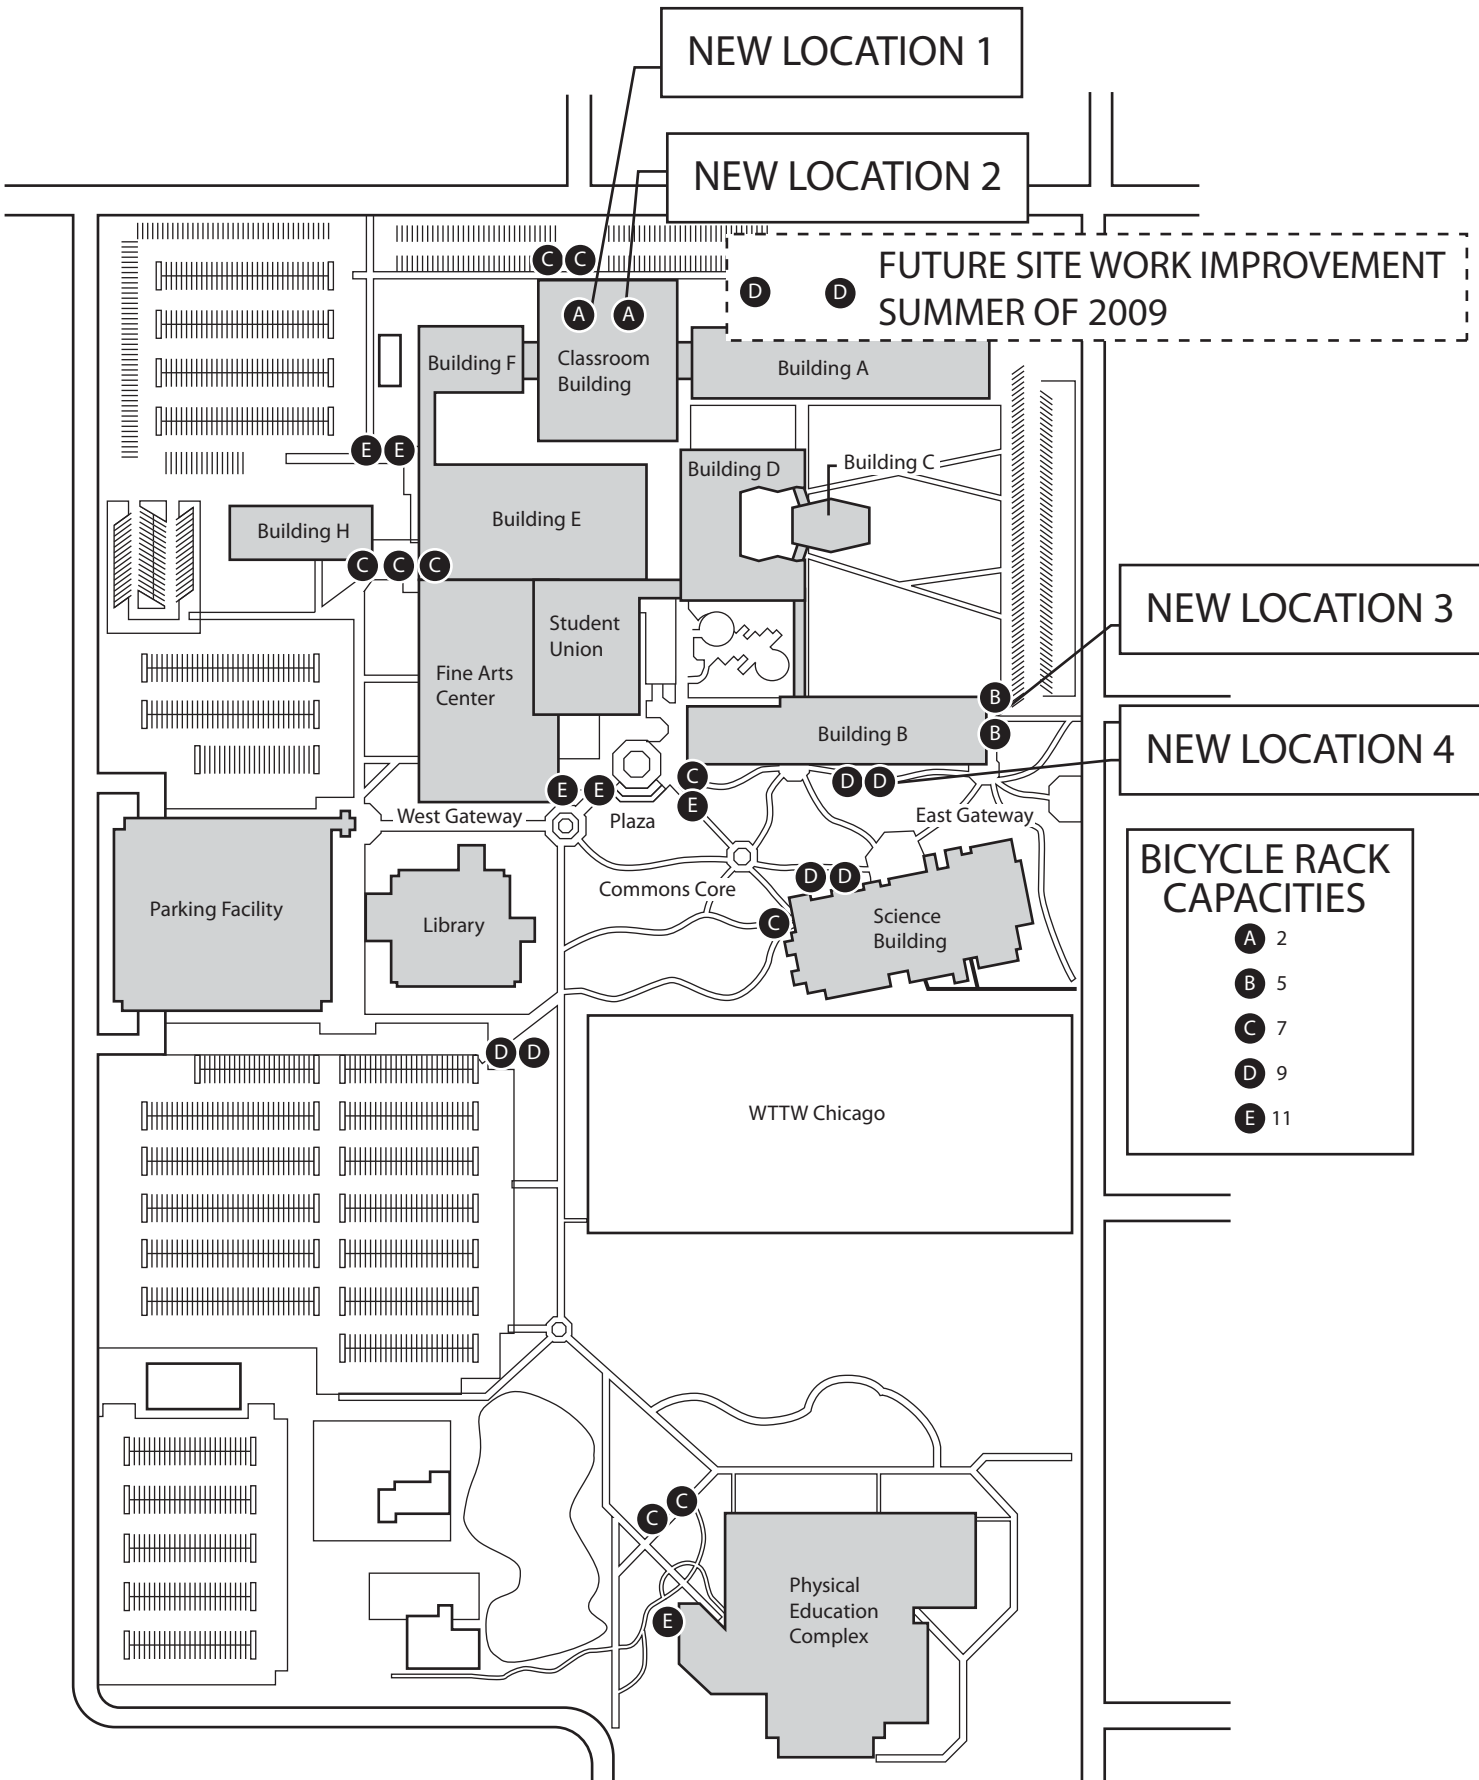 NEW LOCATION 1
NEW LOCATION 2
C C
D D
FUTURE SITE WORK IMPROVEMENT
SUMMER OF 2009
A A
Building F
Classroom
Building
Building A
E E
Building D
Building C
Building H
Building E
C C C
NEW LOCATION 3
Student
Union
Fine Arts
Center
B
Building B
B
NEW LOCATION 4
C
D D
E E
E
West Gateway
Plaza
East Gateway
BICYCLE RACK
CAPACITIES
A 2
B 5
C 7
D 9
E 11
D D
Commons Core
Parking Facility
Library
C
Science
Building
D D
WTTW Chicago
C
C
Physical
Education
Complex
E